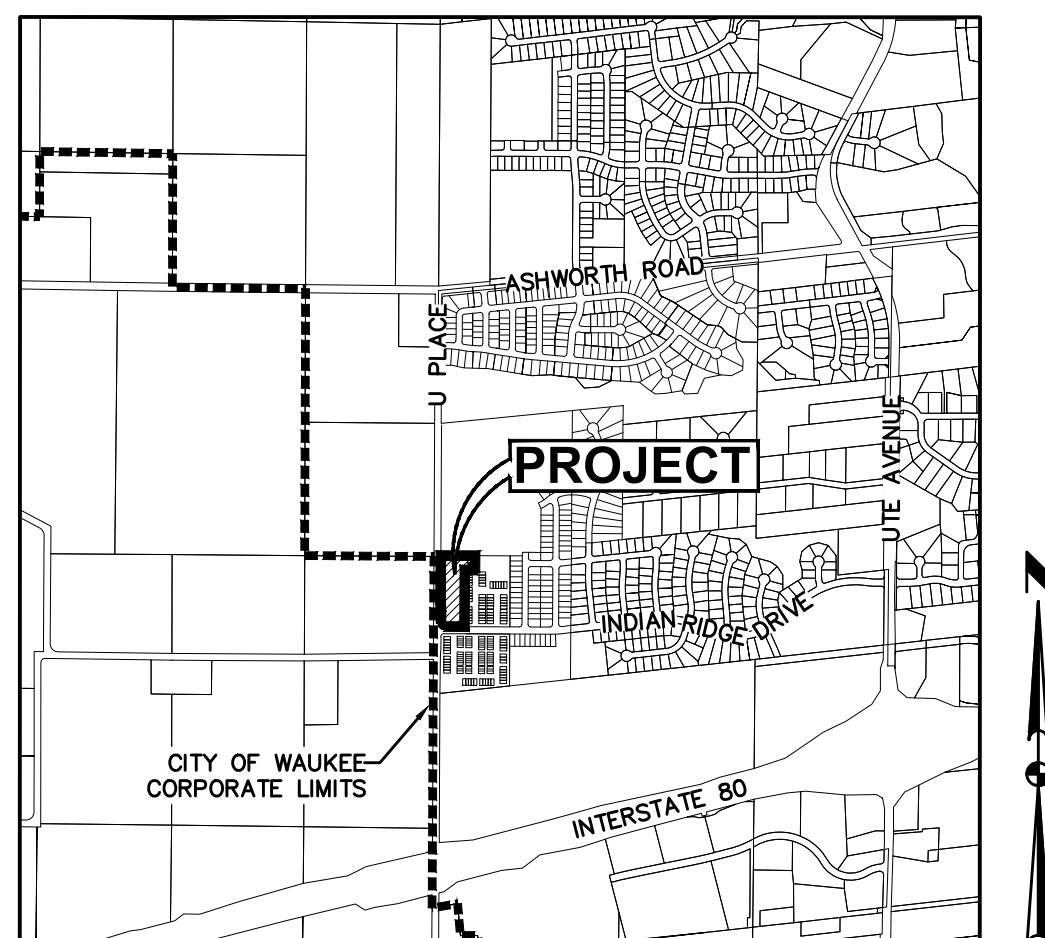 ASHWORTH ROAD
U PLACE
UTE AVENUE
PROJECT
INDIAN RIDGE DRIVE
CITY OF WAUKEE
CORPORATE LIMITS
INTERSTATE 80